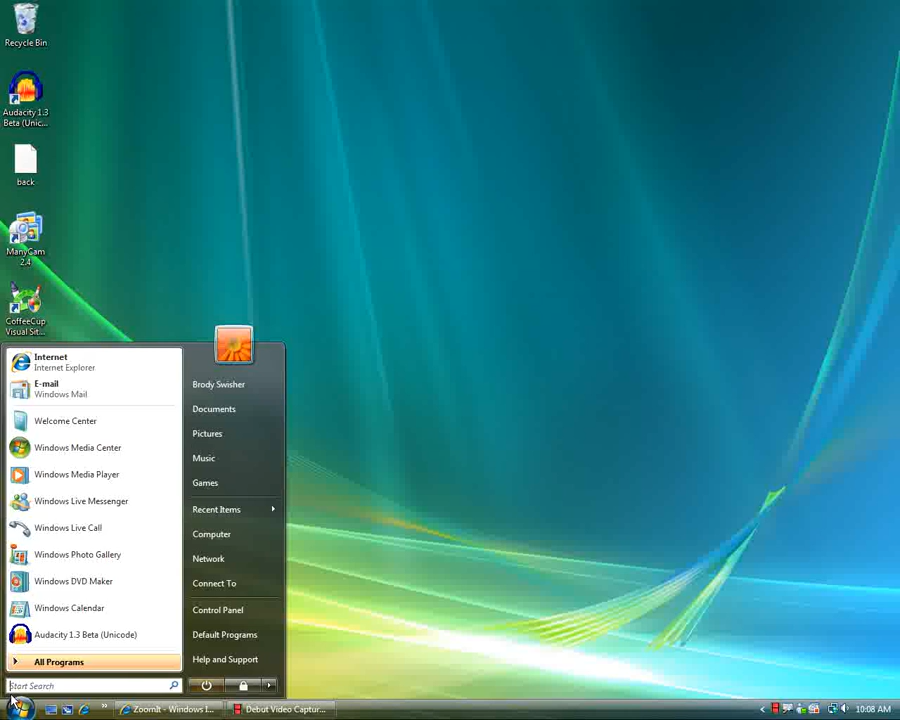 Recycle Bin
Audacity 1.3
Beta (Unic...
back
ManyCam
2.4
CoffeeCup
Visual Sit...
Internet
Internet Explorer
E-mail
Windows Mail
Welcome Center
Windows Media Center
Windows Media Player
Windows Live Messenger
Windows Live Call
Windows Photo Gallery
Windows DVD Maker
Windows Calendar
Audacity 1.3 Beta (Unicode)
All Programs
Start Search
Brody Swisher
Documents
Pictures
Music
Games
Recent Items
Computer
Network
Connect To
Control Panel
Default Programs
Help and Support
ZoomIt - Windows I...
Debut Video Captur...
10:08 AM